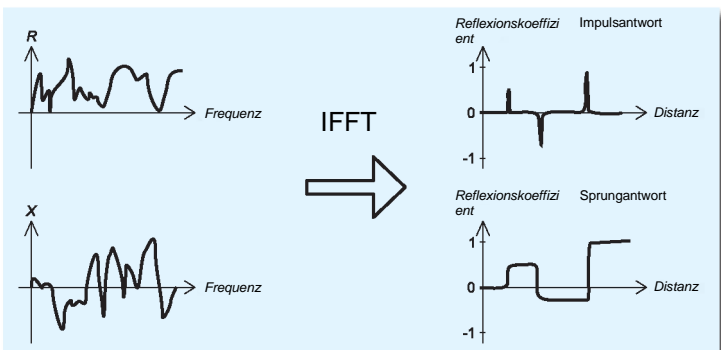 R
Frequenz
X
Frequenz
IFFT
Reflexionskoeffizi
ent
Impulsantwort
1
0
-1
Distanz
Reflexionskoeffizi
ent
Sprungantwort
1
0
-1
Distanz